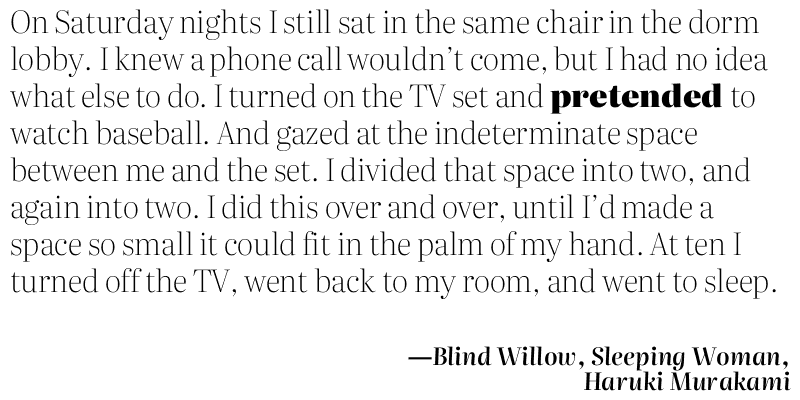 On Saturday nights I still sat in the same chair in the dorm
lobby. I knew a phone call wouldn’t come, but I had no idea
what else to do. I turned on the TV set and pretended to
watch baseball. And gazed at the indeterminate space
between me and the set. I divided that space into two, and
again into two. I did this over and over, until I’d made a
space so small it could fit in the palm of my hand. At ten I
turned off the TV, went back to my room, and went to sleep.
—Blind Willow, Sleeping Woman,
Haruki Murakami